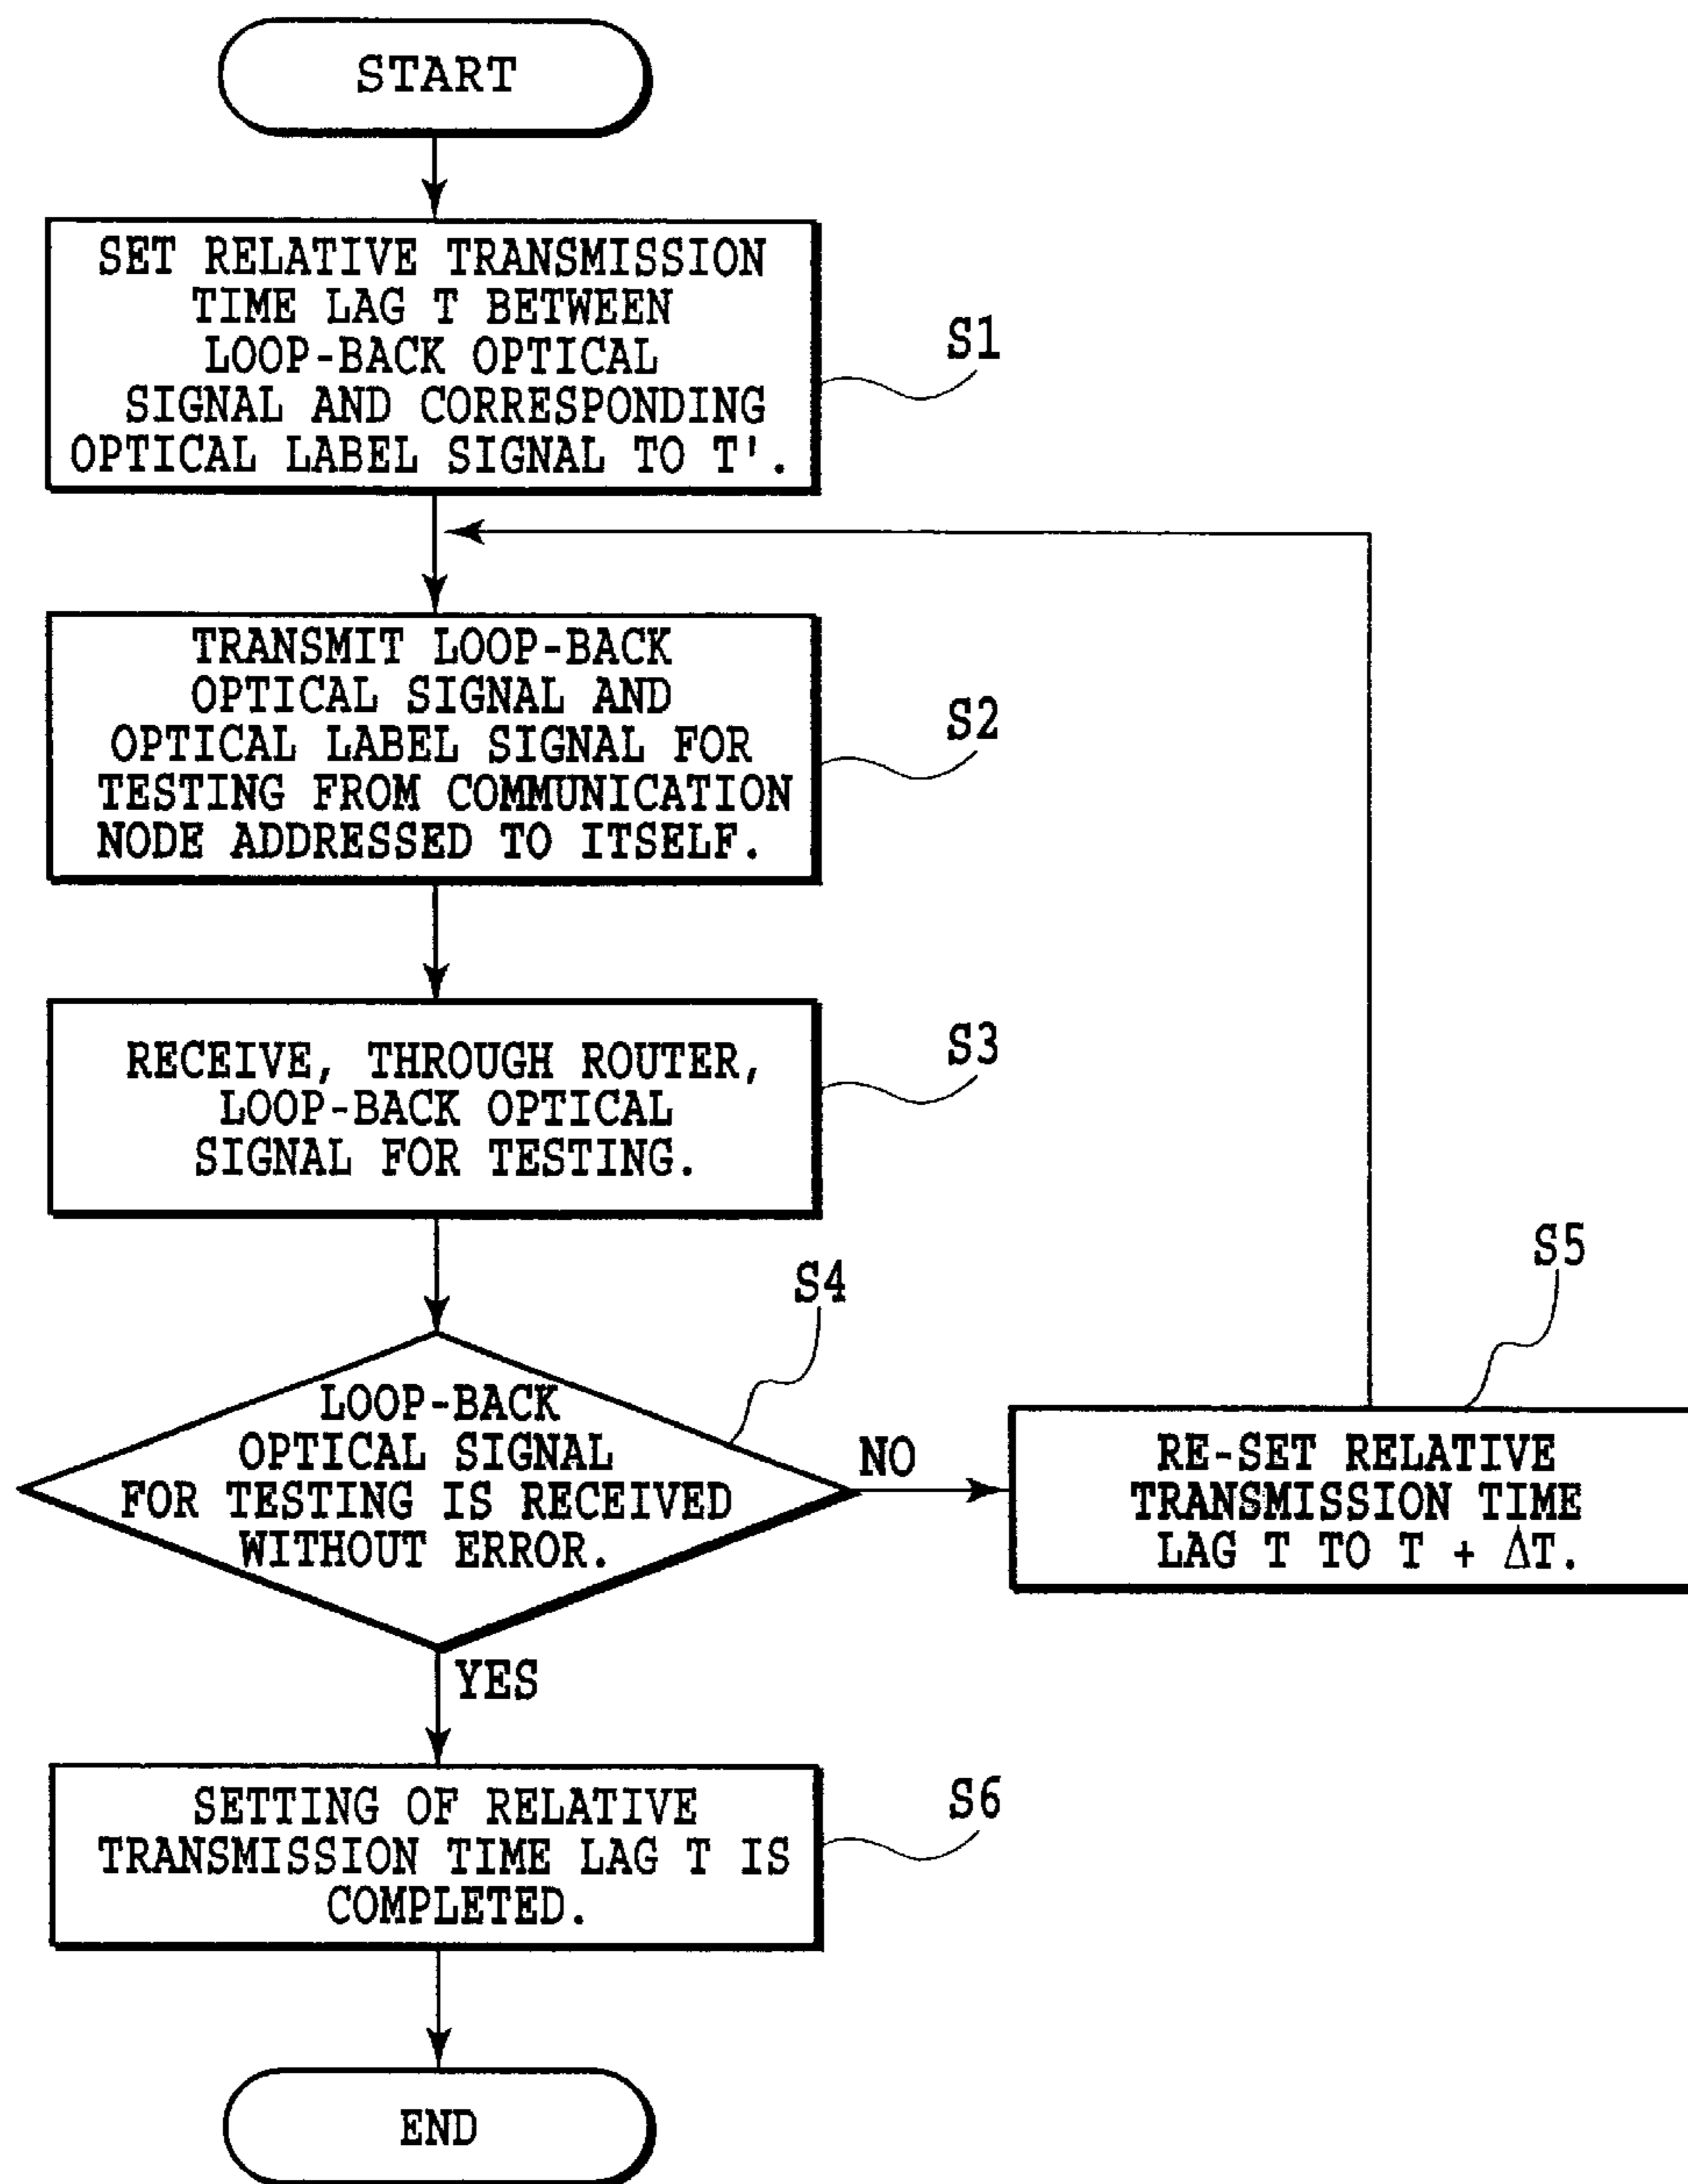 START
SET RELATIVE TRANSMISSION
TIME LAG T BETWEEN
LOOP-BACK OPTICAL
SIGNAL AND CORRESPONDING
OPTICAL LABEL SIGNAL TO T'.
S1
TRANSMIT LOOP-BACK
OPTICAL SIGNAL AND
OPTICAL LABEL SIGNAL FOR
TESTING FROM COMMUNICATION
NODE ADDRESSED TO ITSELF.
S2
RECEIVE, THROUGH ROUTER,
LOOP-BACK OPTICAL
SIGNAL FOR TESTING.
S3
LOOP-BACK
OPTICAL SIGNAL
FOR TESTING IS RECEIVED
WITHOUT ERROR.
S4
NO
RE-SET RELATIVE
TRANSMISSION TIME
LAG T TO T + ΔT.
S5
YES
SETTING OF RELATIVE
TRANSMISSION TIME LAG T IS
COMPLETED.
S6
END